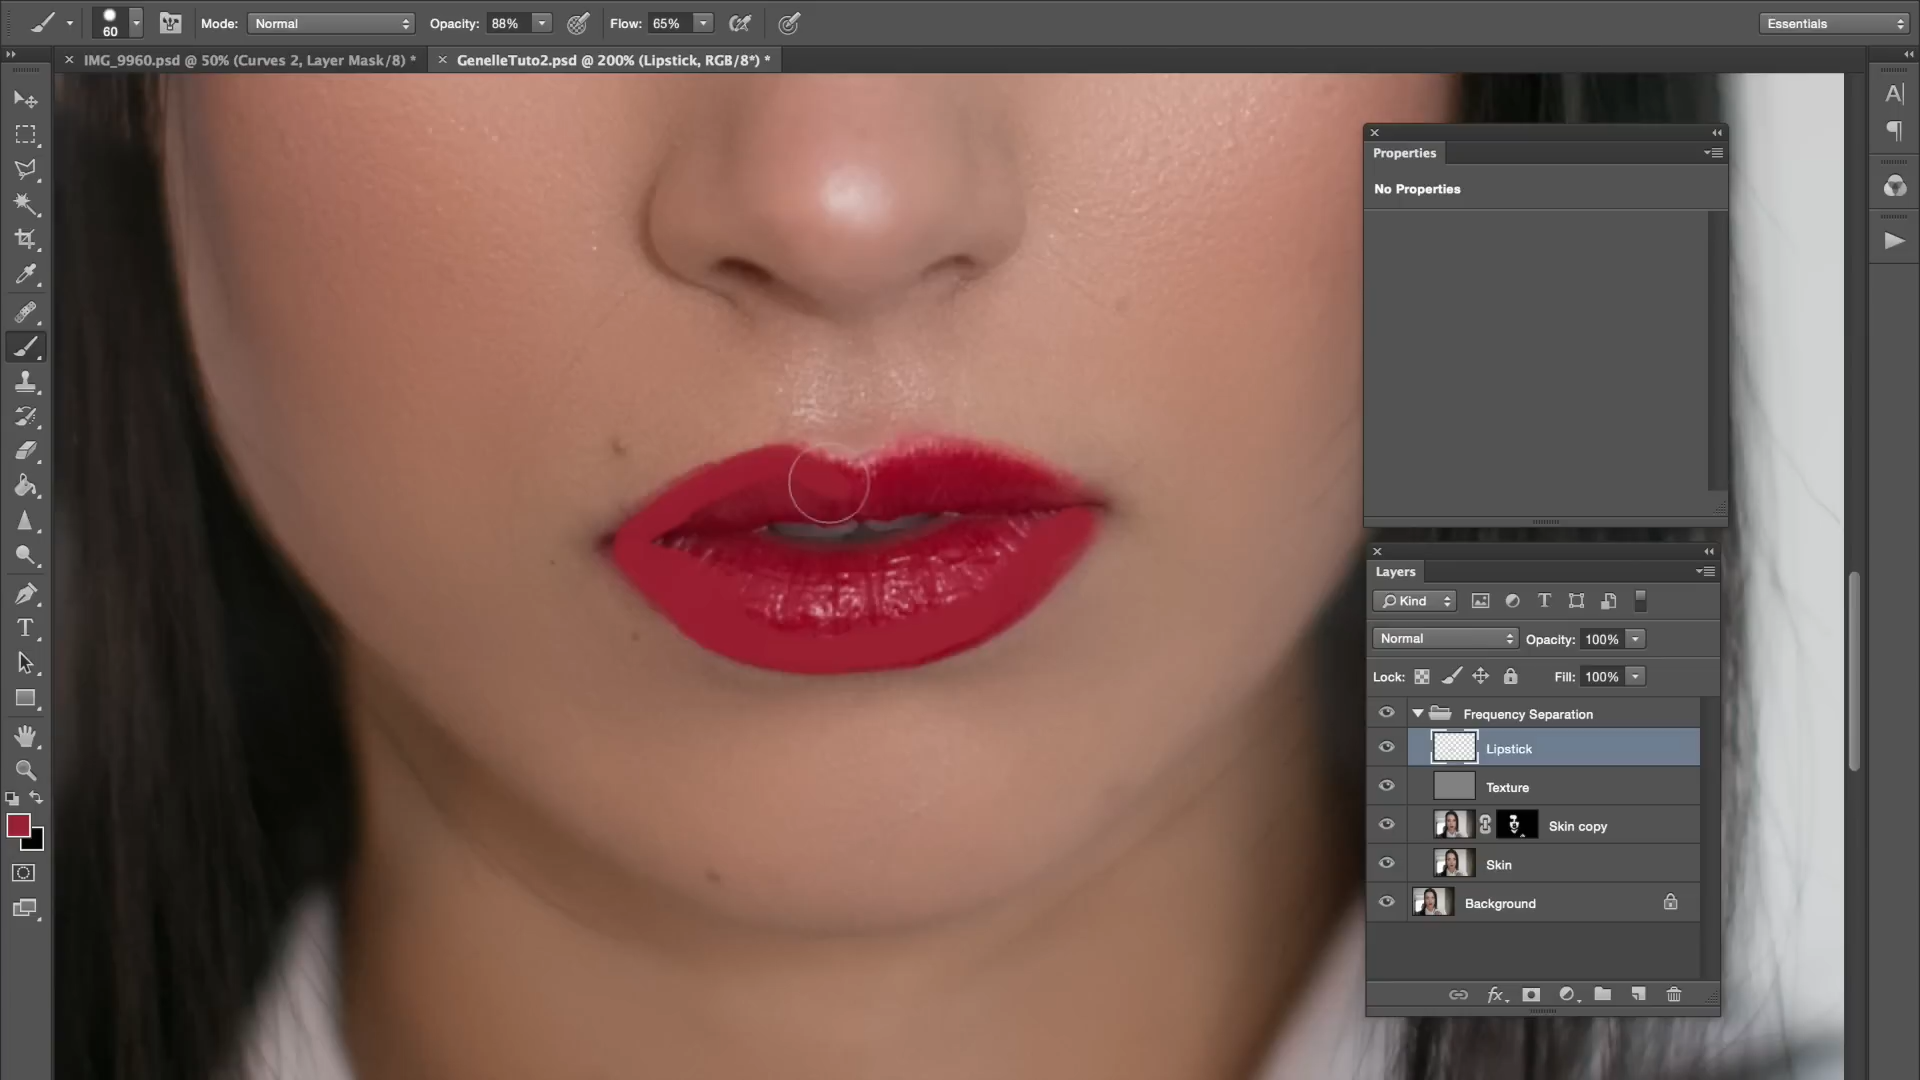 60
Mode: Normal
Opacity: 88%
Flow: 65%
Essentials
IMG_9960.psd @ 50% (Curves 2, Layer Mask/8) *
GenelleTuto2.psd @ 200% (Lipstick, RGB/8*) *
Properties
No Properties
Layers
Kind
Normal
Opacity: 100%
Lock:
Fill: 100%
Frequency Separation
Lipstick
Texture
Skin copy
Skin
Background